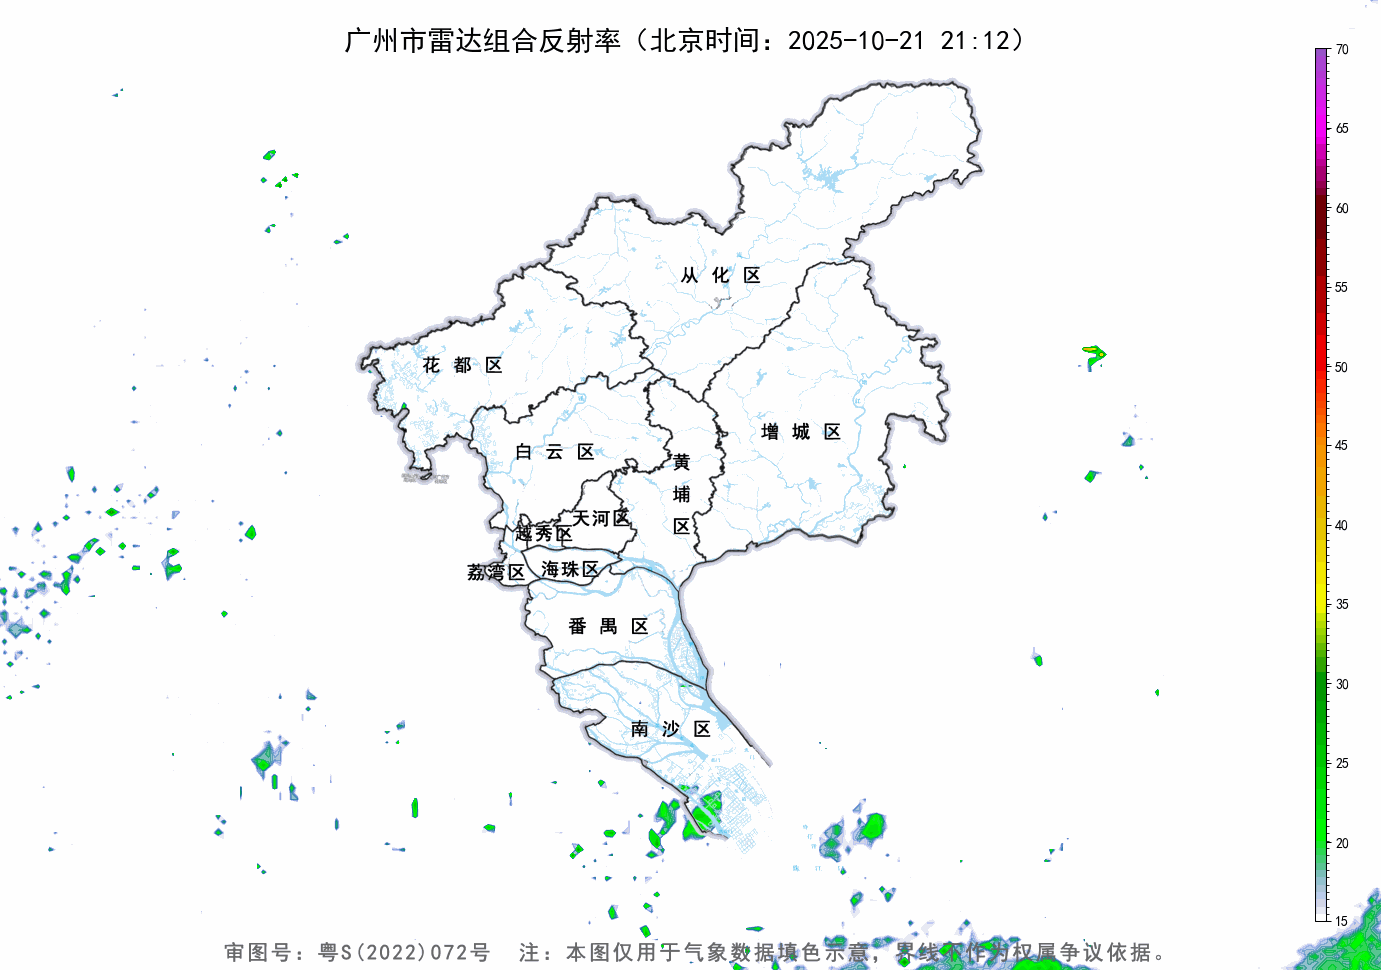 广州市雷达组合反射率（北京时间：2025-10-21 21:12）
70
65
60
55
50
45
40
35
30
25
20
15
从化区
花都区
增城区
白云区
黄埔区
天河区
越秀区
荔湾区
海珠区
番禺区
南沙区
审图号：粤S(2022)072号 注：本图仅用于气象数据填色示意，界线不作为权属争议依据。